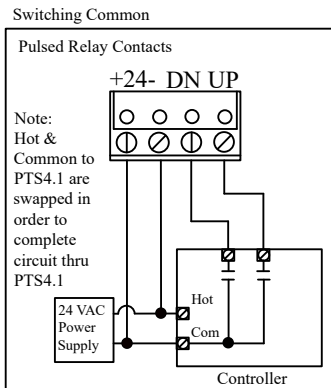 Switching Common
Pulsed Relay Contacts
+24- DN UP
Note:
Hot &
Common to
PTS4.1 are
swapped in
order to
complete
circuit thru
PTS4.1
24 VAC
Power
Supply
Hot
Com
Controller